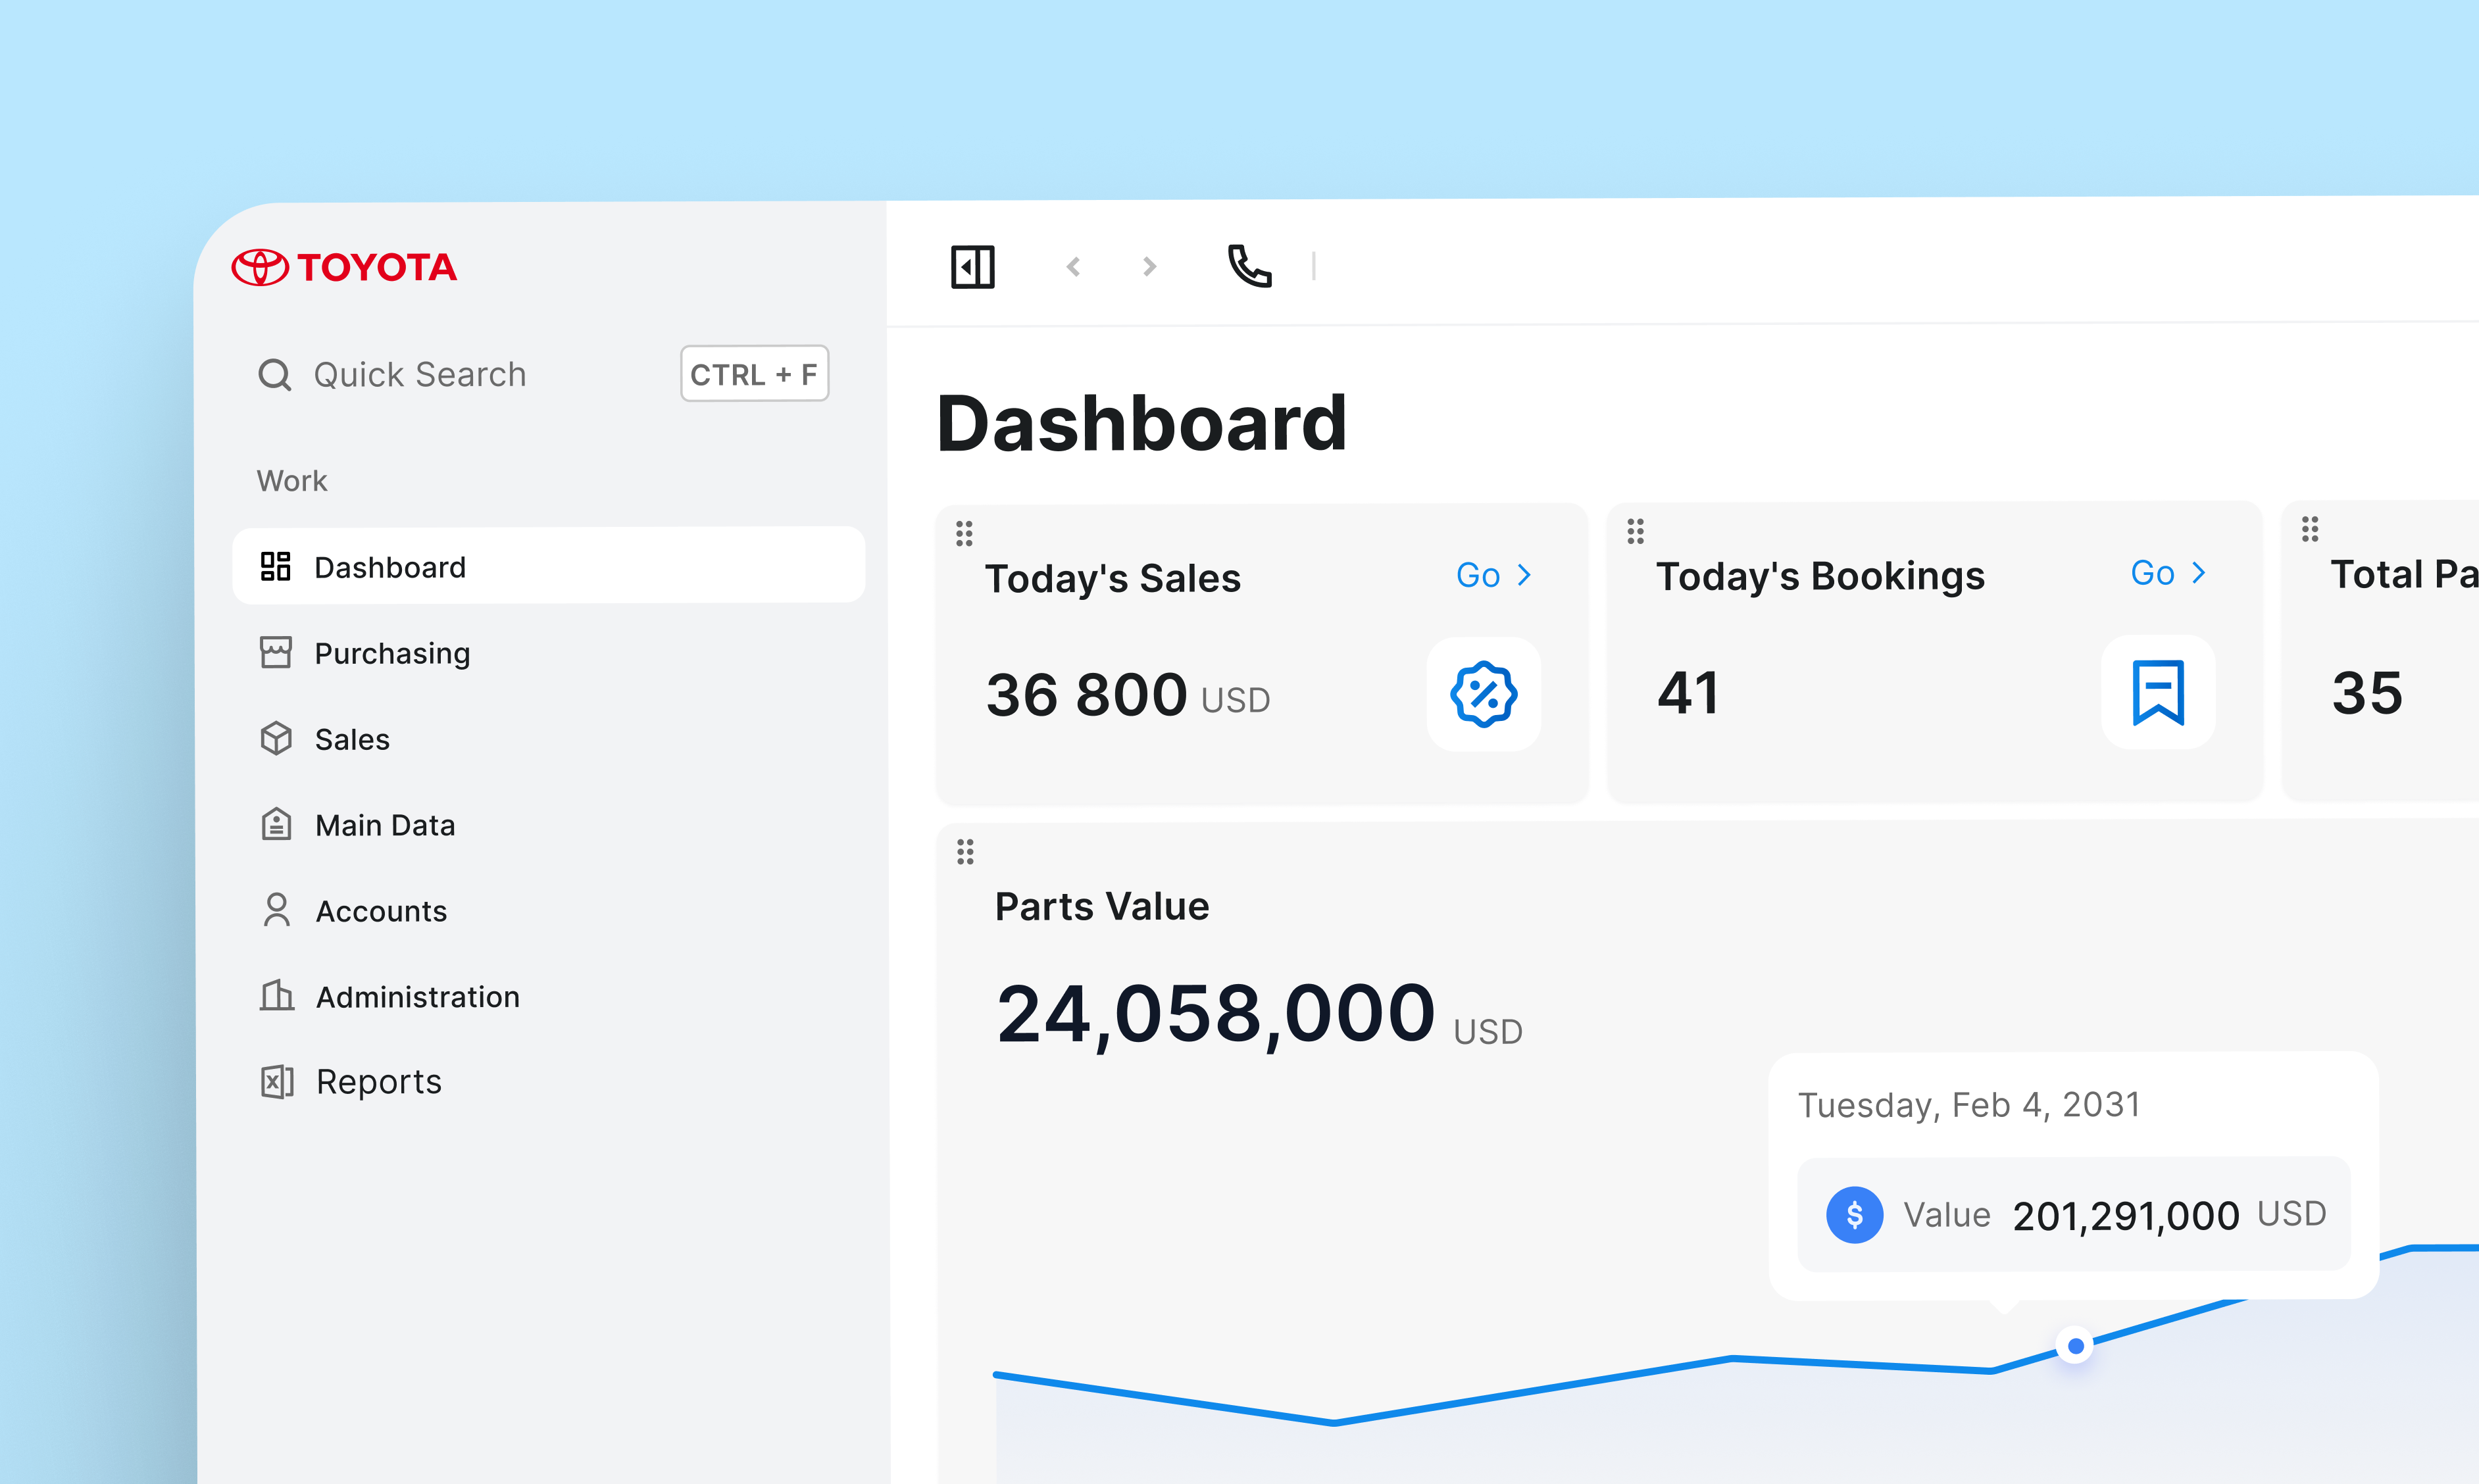 TOYOTA
Quick Search
CTRL + F
Work
Dashboard
Purchasing
Sales
Main Data
Accounts
Administration
Reports
Dashboard
Today's Sales
Go
36 800 USD
Today's Bookings
Go
41
Total Pa
35
Parts Value
24,058,000 USD
Tuesday, Feb 4, 2031
$ Value 201,291,000 USD